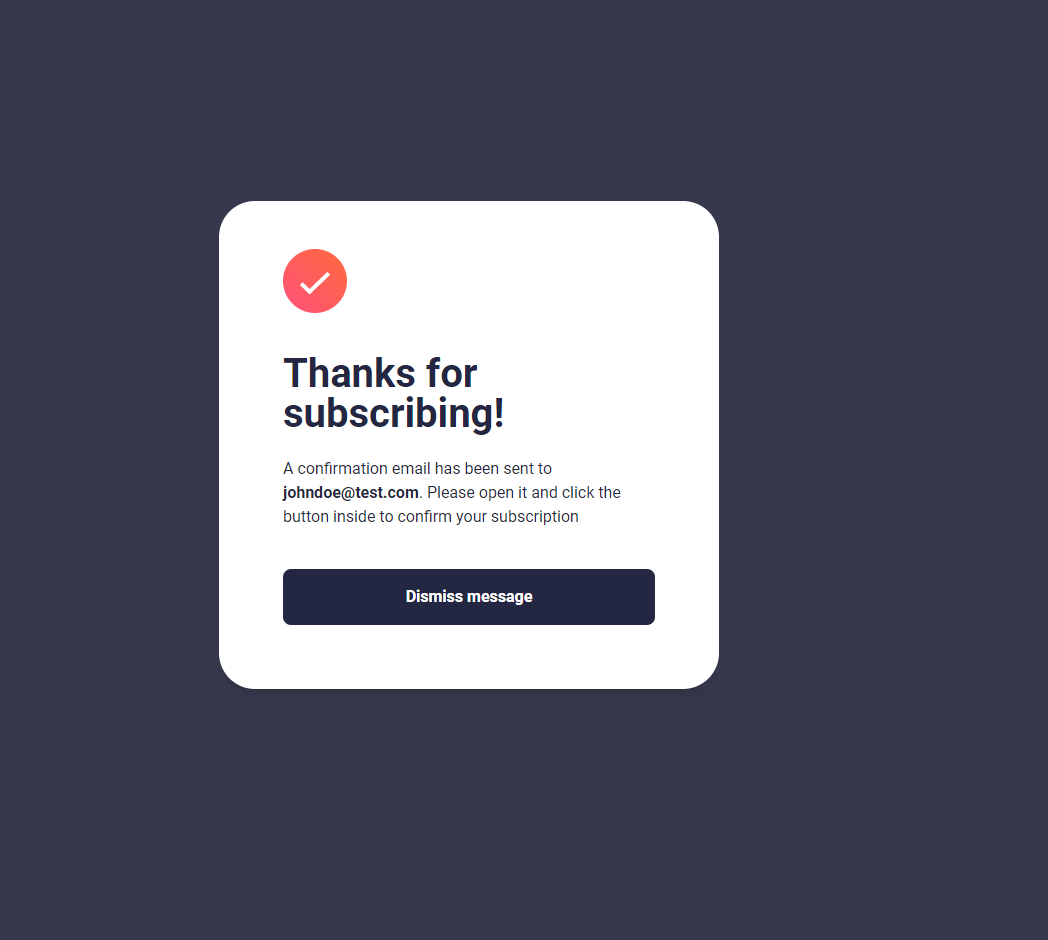 Thanks for
subscribing!
A confirmation email has been sent to
johndoe@test.com. Please open it and click the
button inside to confirm your subscription
Dismiss message